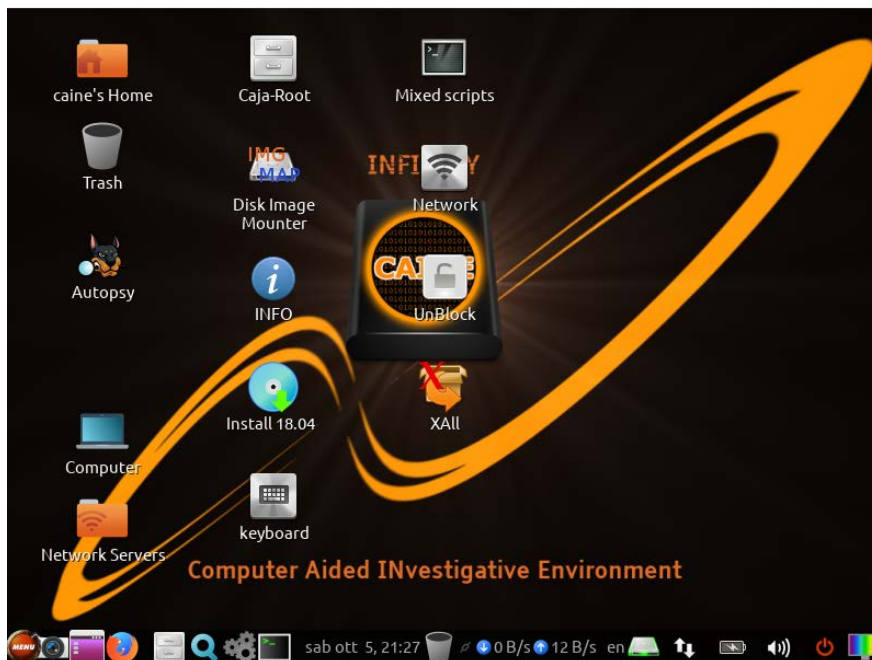 caine's Home
Caja-Root
Mixed scripts
Trash
IMG
MAP
Disk Image
Mounter
Network
Autopsy
INFO
CAINE
UnBlock
Install 18.04
XAll
Computer
keyboard
Network Servers
Computer Aided INvestigative Environment
MENU
sab ott 5, 21:27
0 B/s
12 B/s
en